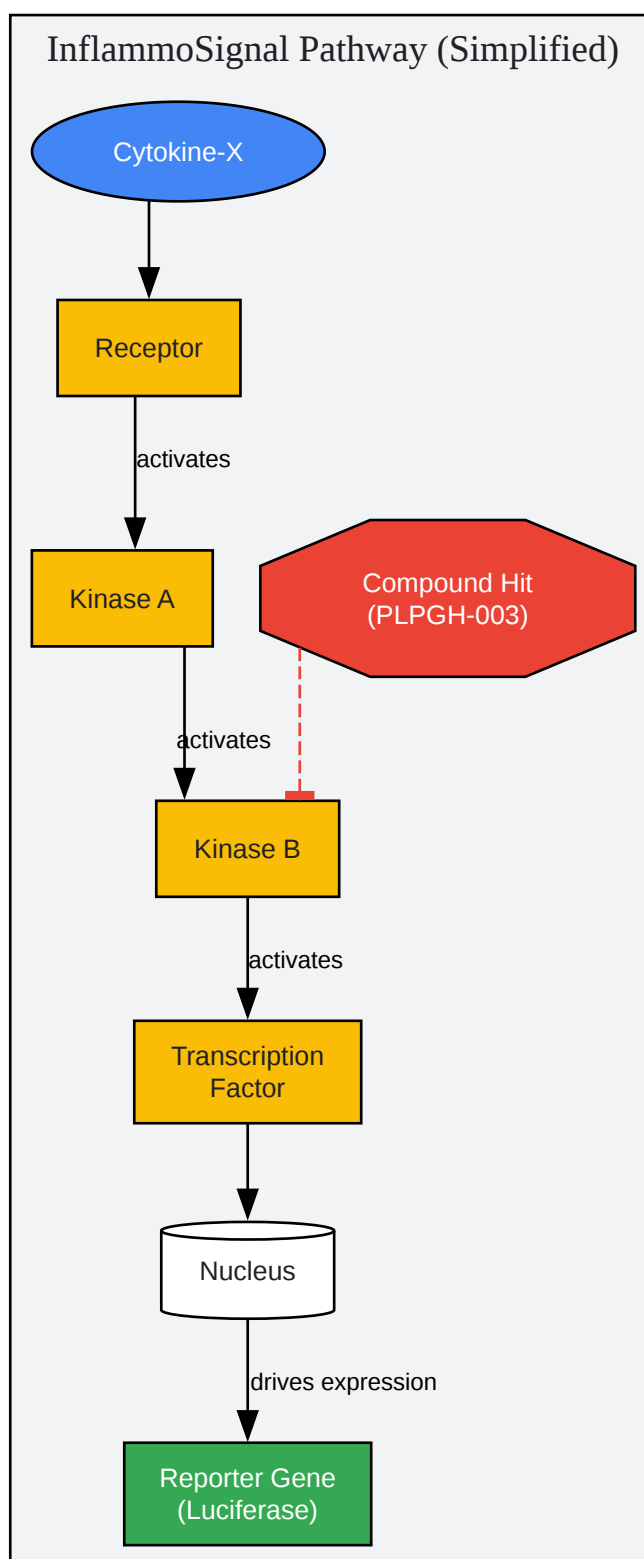 InflammoSignal Pathway (Simplified)
Cytokine-X
Receptor
activates
Kinase A
Compound Hit
(PLPGH-003)
activates
Kinase B
activates
Transcription
Factor
Nucleus
drives expression
Reporter Gene
(Luciferase)